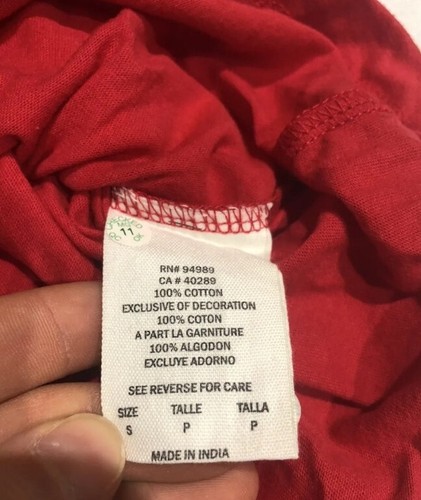 11
RN# 94989
CA # 40289
100% COTTON
EXCLUSIVE OF DECORATION
100% COTON
A PART LA GARNITURE
100% ALGODON
EXCLUYE ADORNO
SEE REVERSE FOR CARE
SIZE TALLE TALLA
S P P
MADE IN INDIA